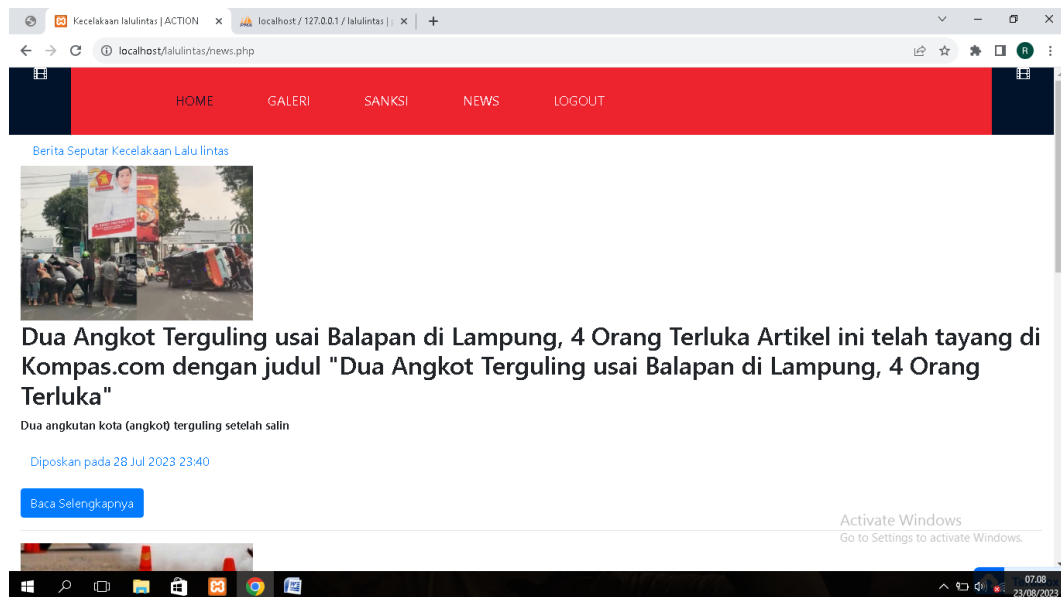 Kecelakaan lalulintas | ACTION
localhost / 127.0.0.1 / lalulintas |
localhost/lalulintas/news.php
R
HOME GALERI SANKSI NEWS LOGOUT
Berita Seputar Kecelakaan Lalu lintas
Dua Angkot Terguling usai Balapan di Lampung, 4 Orang Terluka Artikel ini telah tayang di
Kompas.com dengan judul "Dua Angkot Terguling usai Balapan di Lampung, 4 Orang
Terluka"
Dua angkutan kota (angkot) terguling setelah salin
Diposkan pada 28 Jul 2023 23:40
Baca Selengkapnya
Activate Windows
Go to Settings to activate Windows.
07.08
23/08/2023